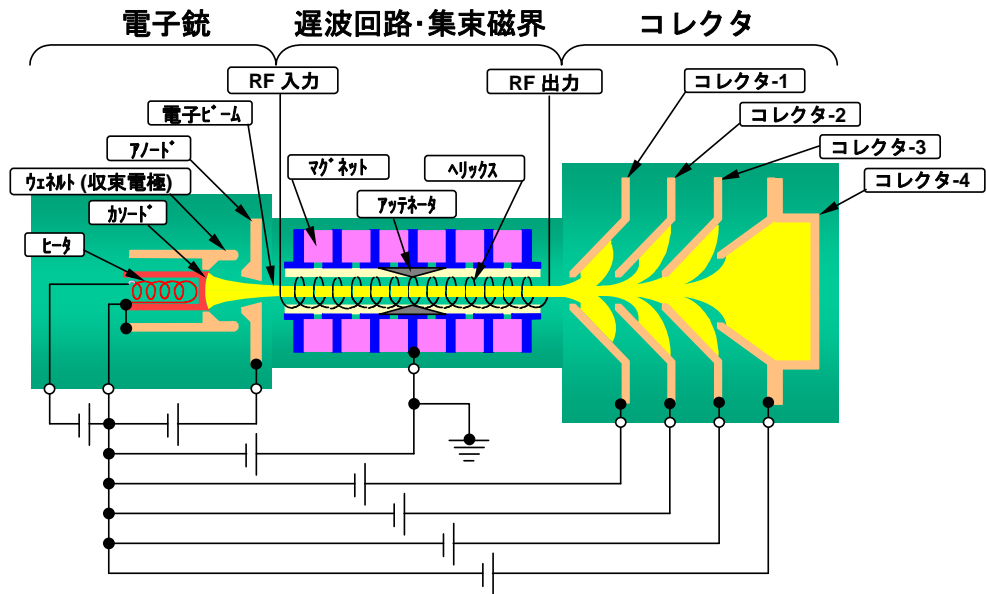 電子銃
遅波回路・集束磁界
コレクタ
RF 入力
RF 出力
コレクタ-1
電子ﾋﾞｰﾑ
コレクタ-2
ｱﾉｰﾄﾞ
コレクタ-3
ﾏｸﾞﾈｯﾄ
ﾍﾘｯｸｽ
ｳｪﾈﾙﾄ (収束電極)
コレクタ-4
ｱｯﾃﾈｰﾀ
ｶｿｰﾄﾞ
ﾋｰﾀ